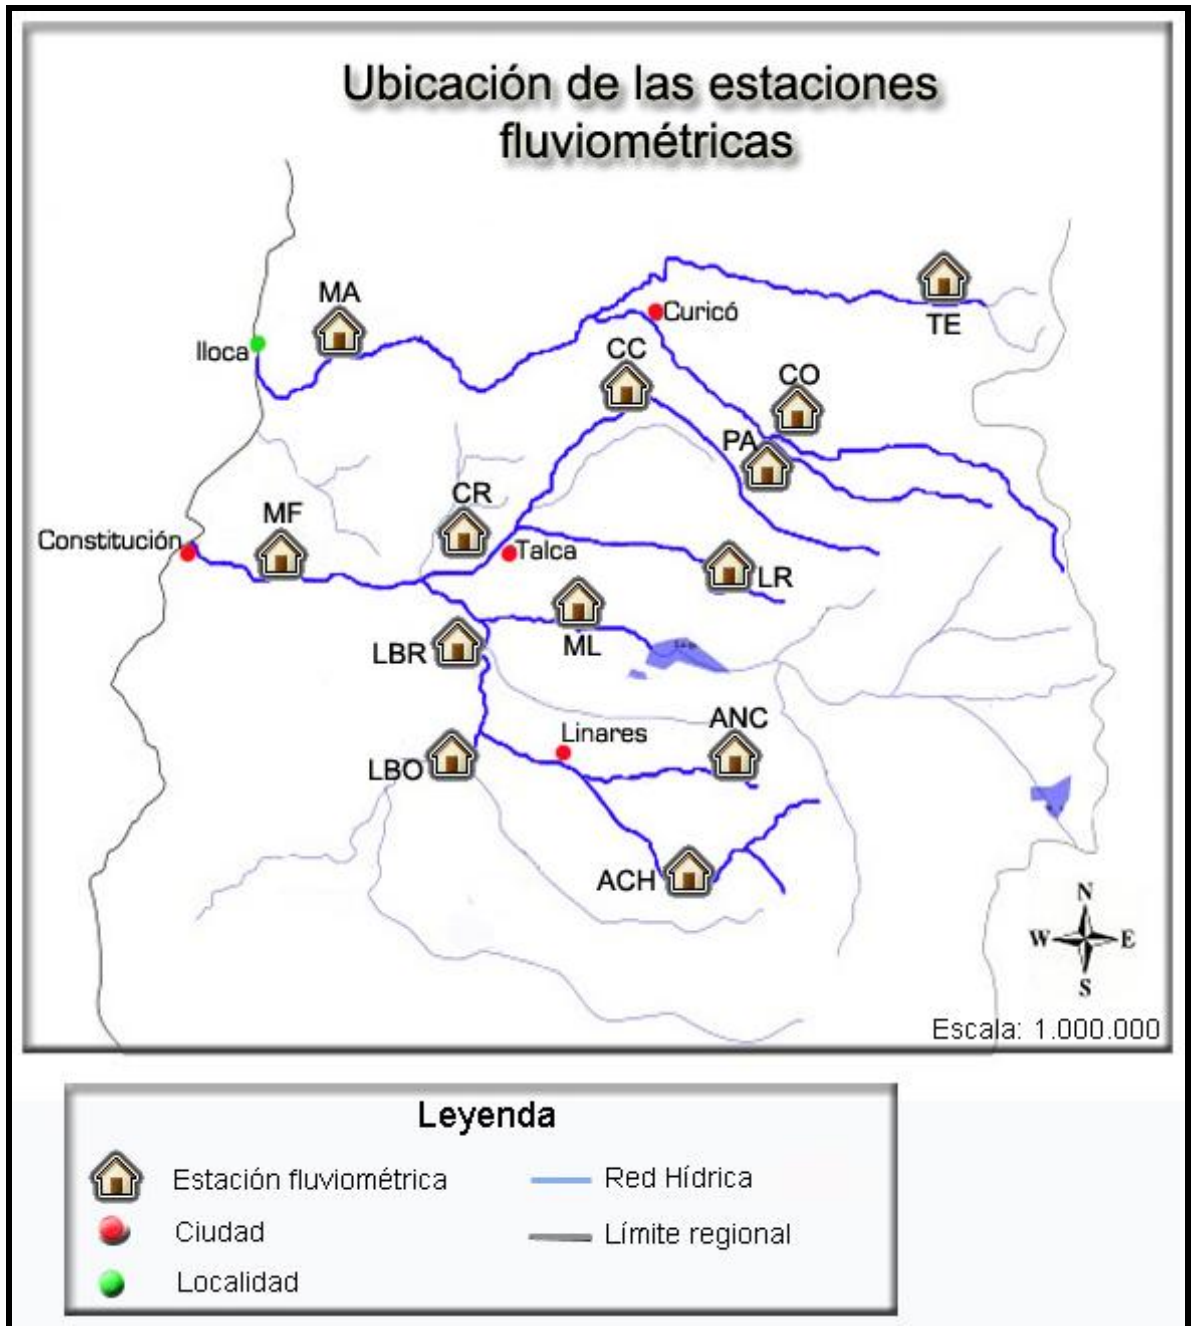 Ubicación de las estaciones
fluviométricas
MA
Curicó
TE
Iloca
CC
CO
PA
CR
MF
Constitución
Talca
LR
ML
LBR
ANC
Linares
LBO
ACH
N
W E
S
Escala: 1.000.000
Leyenda
Estación fluviométrica
Red Hídrica
Ciudad
Límite regional
Localidad